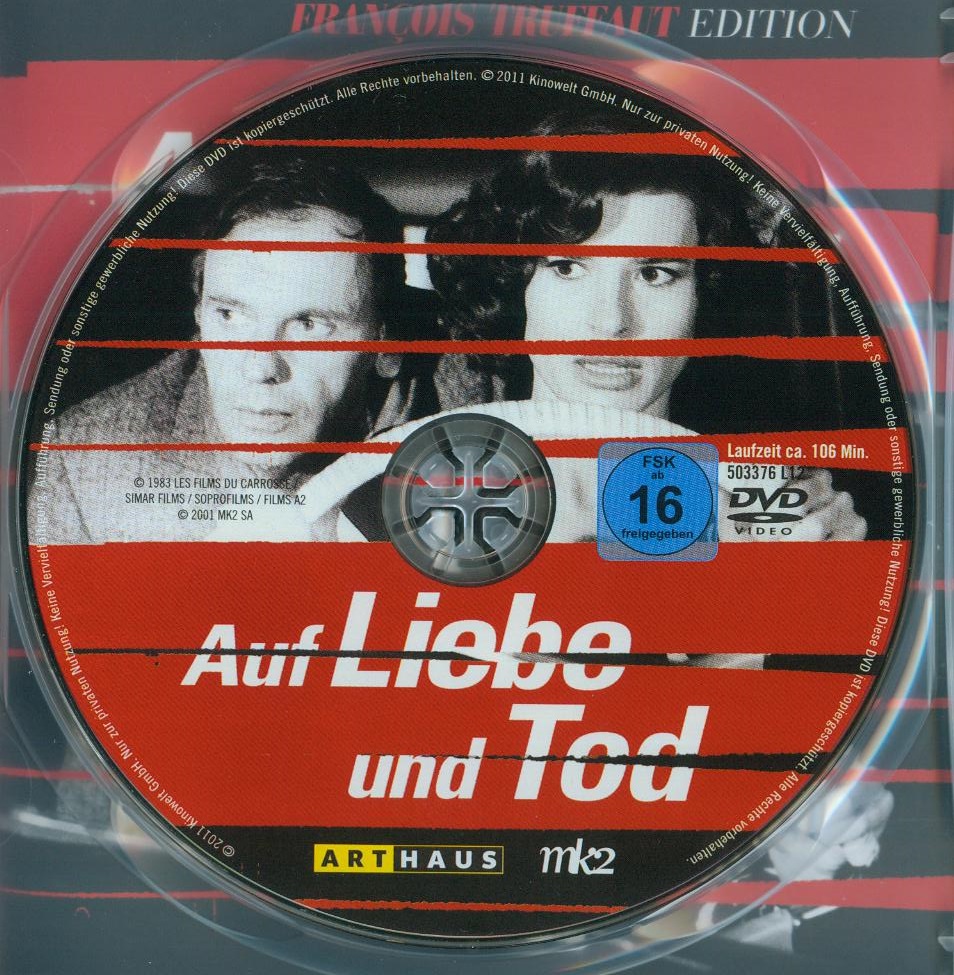 FRANÇOIS TRUFFAUT EDITION
© 2011 Kinowelt GmbH. Nur zur privaten Nutzung! Keine Vervielfältigung, Aufführung, Sendung oder sonstige gewerbliche Nutzung! Diese DVD ist kopiergeschützt. Alle Rechte vorbehalten.
© 2011 Kinowelt GmbH. Nur zur privaten Nutzung! Keine Vervielfältigung, Aufführung, Sendung oder sonstige gewerbliche Nutzung! Diese DVD ist kopiergeschützt. Alle Rechte vorbehalten.
© 1983 LES FILMS DU CARROSSE /
SIMAR FILMS / SOPROFILMS / FILMS A2
© 2001 MK2 SA
FSK
ab
16
freigegeben
Laufzeit ca. 106 Min.
503376 L12
DVD
VIDEO
Auf Liebe
und Tod
ARTHAUS
mk2